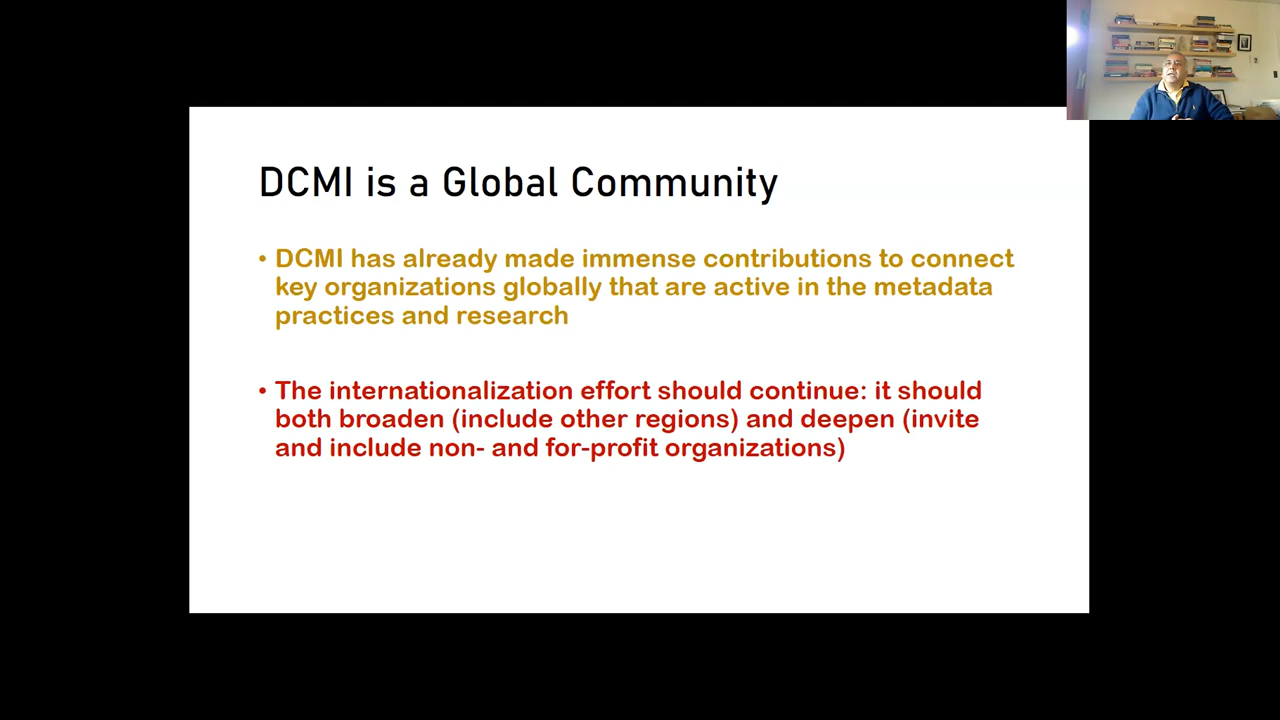 DCMI is a Global Community
• DCMI has already made immense contributions to connect
key organizations globally that are active in the metadata
practices and research
• The internationalization effort should continue: it should
both broaden (include other regions) and deepen (invite
and include non- and for-profit organizations)